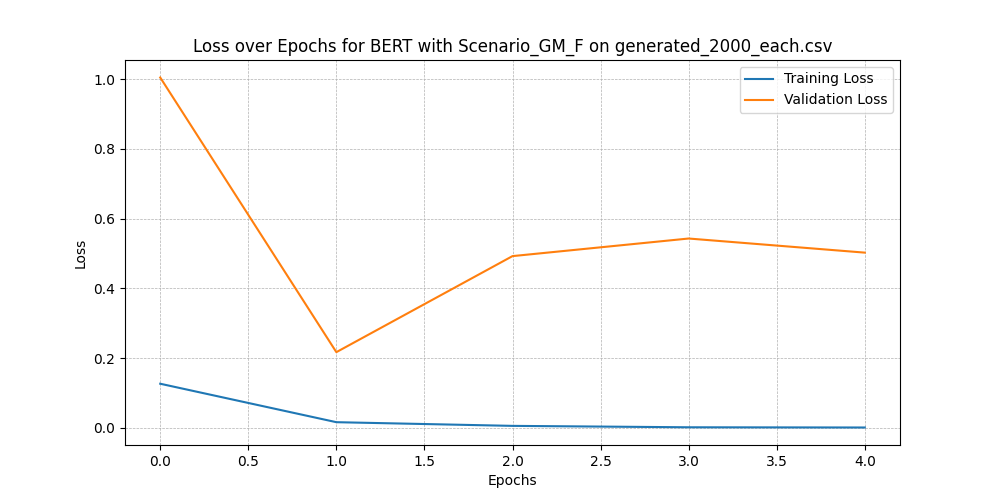 Loss over Epochs for BERT with Scenario_GM_F on generated_2000_each.csv
Training Loss
Validation Loss
Loss
1.0
0.8
0.6
0.4
0.2
0.0
0.0 0.5 1.0 1.5 2.0 2.5 3.0 3.5 4.0
Epochs